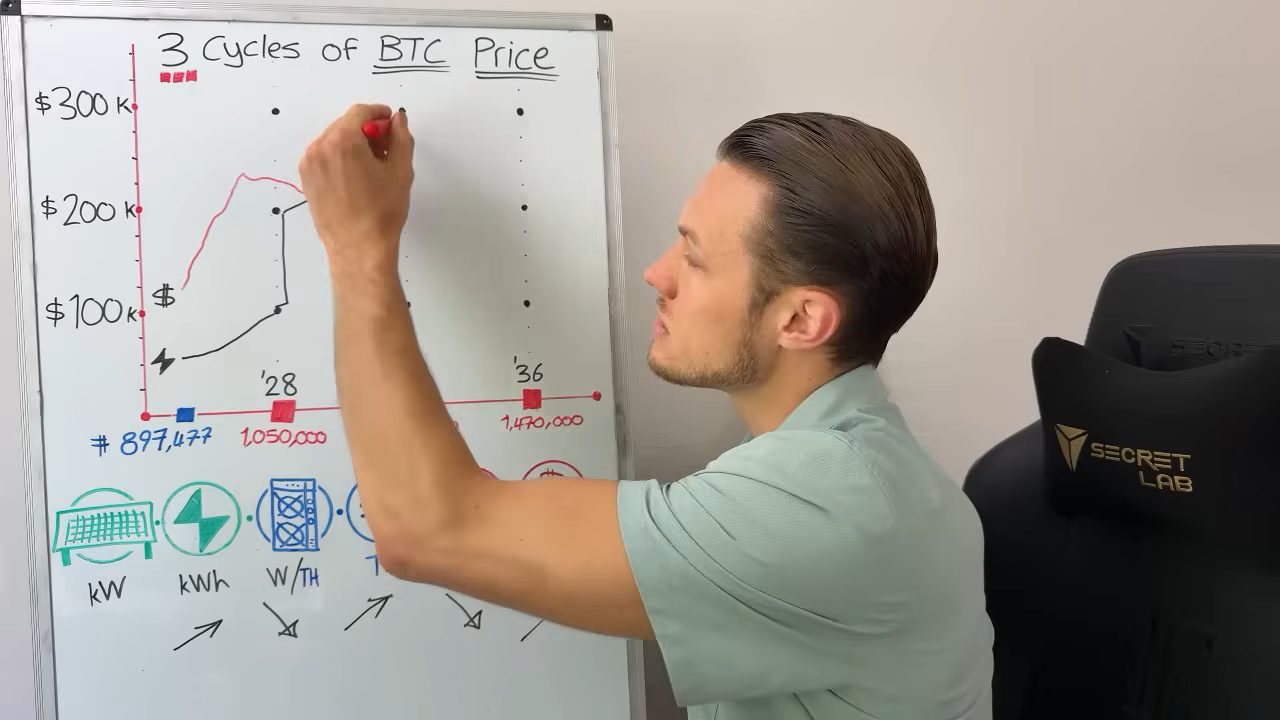 3 Cycles of BTC Price
$300 K
$200 K
$
$100 K
'28
'36
# 897,477
1,050,000
1,470,000
$
kW
kWh
W/TH
SECRET
LAB